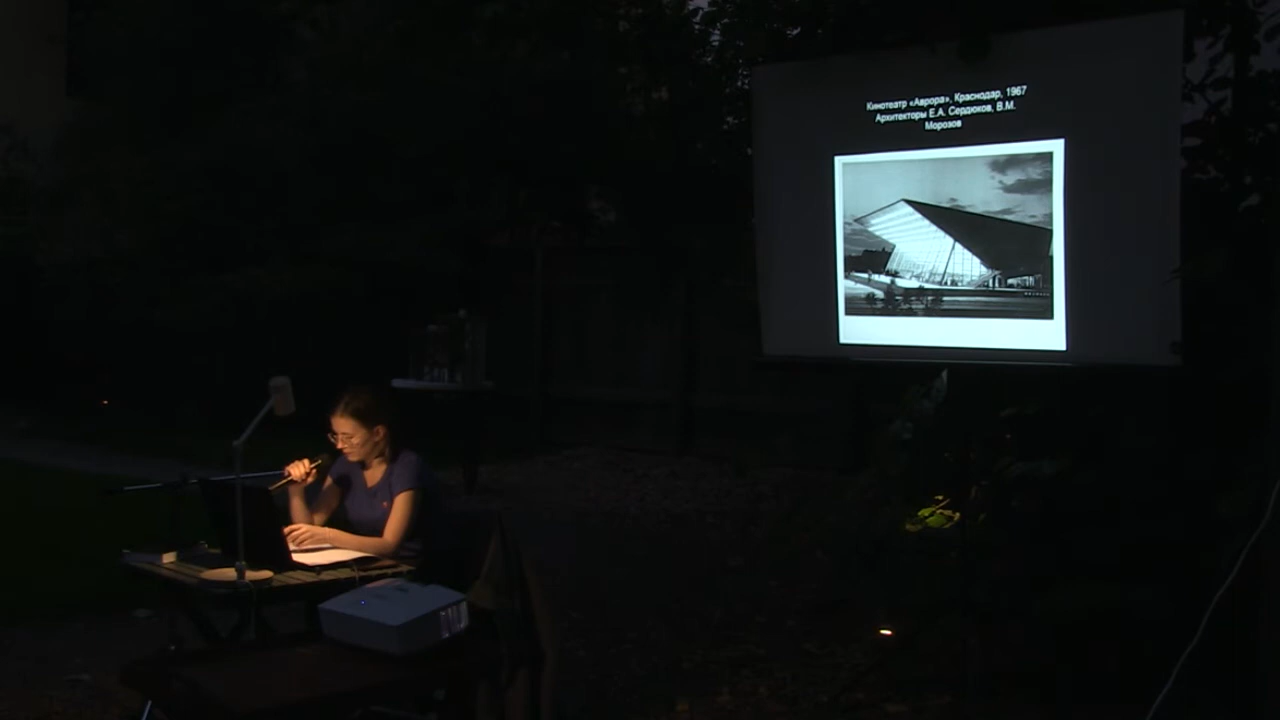 Кинотеатр «Аврора», Краснодар, 1967
Архитекторы Е.А. Сердюков, В.М.
Морозов